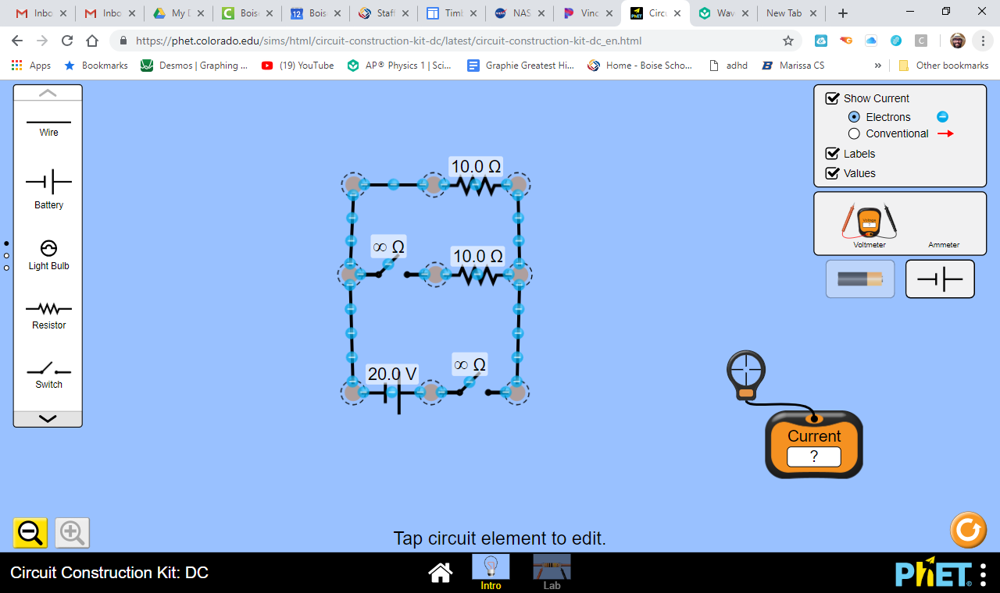 Inbo
Inbo
My D
Bois
Bois
Staff
Timb
NAS
Vinc
Circu
Wav
New Tab
https://phet.colorado.edu/sims/html/circuit-construction-kit-dc/latest/circuit-construction-kit-dc_en.html
Apps
Bookmarks
Desmos | Graphing ...
(19) YouTube
AP® Physics 1 | Sci...
Graphie Greatest Hi...
Home - Boise Scho...
adhd
Marissa CS
»
Other bookmarks
Wire
Battery
Light Bulb
Resistor
Switch
10.0 Ω
∞ Ω
10.0 Ω
20.0 V
∞ Ω
Show Current
Electrons
Conventional
Labels
Values
Voltage
?
Voltmeter
Ammeter
Current
?
Tap circuit element to edit.
Circuit Construction Kit: DC
Intro
Lab
PhET